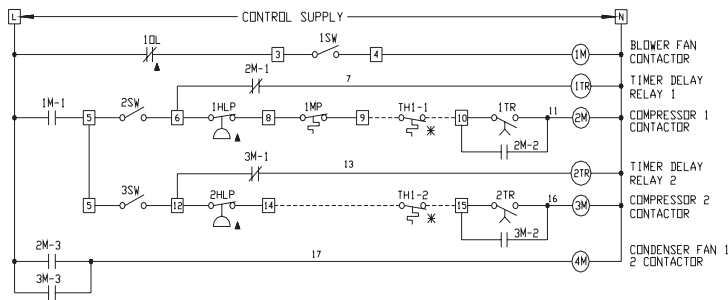 L CONTROL SUPPLY N
1OL 3 1SW 4 1M BLOWER FAN
CONTACTOR
2M-1 7 1TR TIMER DELAY
RELAY 1
1M-1 5 2SW 6 1HLP 8 1MP 9 TH1-1 10 1TR 11 2M COMPRESSOR 1
CONTACTOR
2M-2
3M-1 13 2TR TIMER DELAY
RELAY 2
5 3SW 12 2HLP 14 TH1-2 15 2TR 16 3M COMPRESSOR 2
CONTACTOR
3M-2
2M-3 17 4M CONDENSER FAN 1
2 CONTACTOR
3M-3